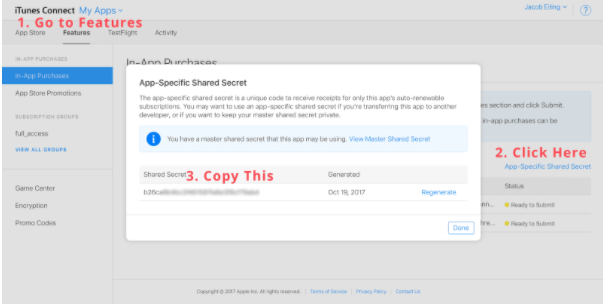 iTunes Connect My Apps
Jacob Eiting
?
1. Go to Features
App Store Features TestFlight Activity
IN-APP PURCHASES
In-App Purchases
In-App Purchases
App Store Promotions
SUBSCRIPTION GROUPS
full_access
VIEW ALL GROUPS
Game Center
Encryption
Promo Codes
App-Specific Shared Secret
The app-specific shared secret is a unique code to receive receipts for only this app's auto-renewable
subscriptions. You may want to use an app-specific shared secret if you're transferring this app to another
developer, or if you want to keep your master shared secret private.
i You have a master shared secret that this app may be using. View Master Shared Secret
Shared Secret Generated
3. Copy This
Oct 19, 2017 Regenerate
Done
es section and click Submit.
in-app purchases can be
2. Click Here
App-Specific Shared Secret
Status
nn... Ready to Submit
hre... Ready to Submit
Copyright © 2017 Apple Inc. All rights reserved. | Terms of Service | Privacy Policy | Contact Us